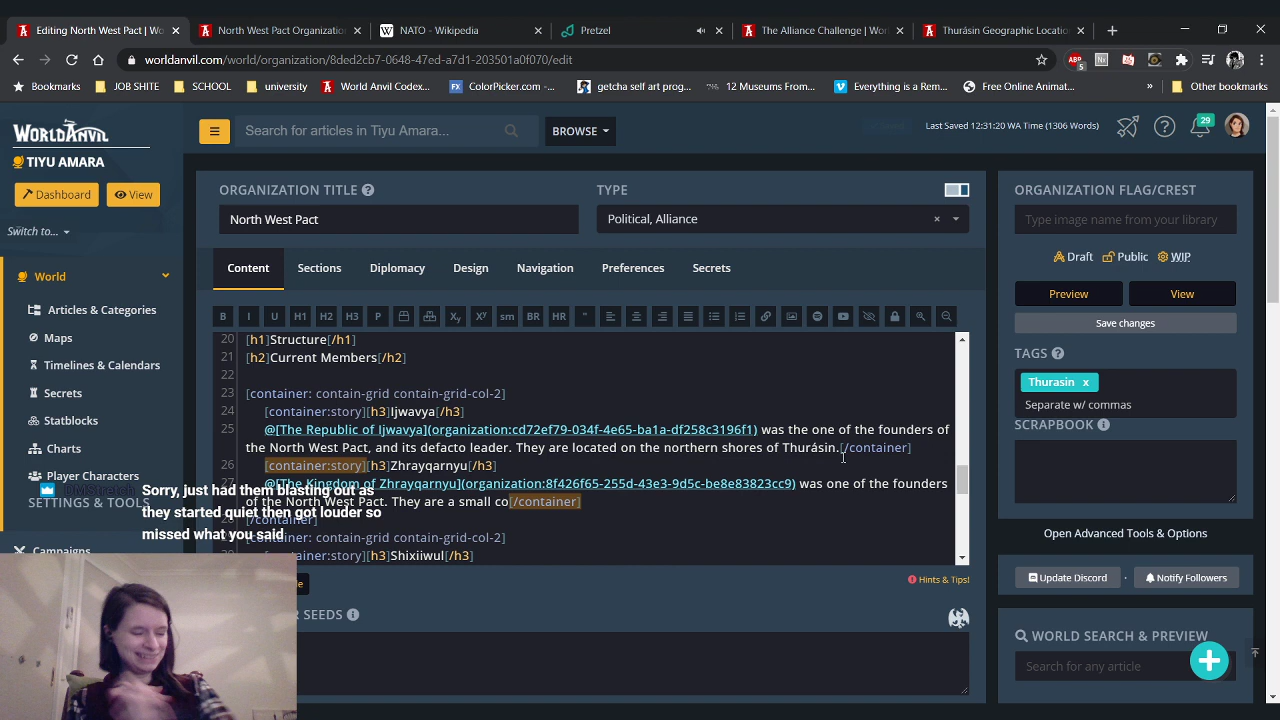 Editing North West Pact | Wo
North West Pact Organization
NATO - Wikipedia
Pretzel
The Alliance Challenge | Worl
Thurásin Geographic Locatio
worldanvil.com/world/organization/8ded2cb7-0648-47ed-a7d1-203501a0f070/edit
Bookmarks
JOB SHITE
SCHOOL
university
World Anvil Codex...
ColorPicker.com -...
getcha self art prog...
12 Museums From...
Everything is a Rem...
Free Online Animat...
Other bookmarks
WORLDANVIL
Search for articles in Tiyu Amara...
BROWSE
Last Saved 12:31:20 WA Time (1306 Words)
29
TIYU AMARA
Dashboard
View
Switch to...
World
Articles & Categories
Maps
Timelines & Calendars
Secrets
Statblocks
Charts
Player Characters
SETTINGS & TOOLS
Campaigns
ORGANIZATION TITLE
TYPE
North West Pact
Political, Alliance
Content
Sections
Diplomacy
Design
Navigation
Preferences
Secrets
B I U H1 H2 H3 P sm BR HR
20 [h1]Structure[/h1]
21 [h2]Current Members[/h2]
22
23 [container: contain-grid contain-grid-col-2]
24 [container:story][h3]Ijwavya[/h3]
25 @[The Republic of Ijwavya](organization:cd72ef79-034f-4e65-ba1a-df258c3196f1) was the one of the founders of
the North West Pact, and its defacto leader. They are located on the northern shores of Thurásin.[/container]
26 [container:story][h3]Zhrayqarnyu[/h3]
@[The Kingdom of Zhrayqarnyu](organization:8f426f65-255d-43e3-9d5c-be8e83823cc9) was one of the founders
of the North West Pact. They are a small co[/container]
[/container]
[container: contain-grid contain-grid-col-2]
[container:story][h3]Shixiiwul[/h3]
Sorry, just had them blasting out as
they started quiet then got louder so
missed what you said
Hints & Tips!
SEEDS
ORGANIZATION FLAG/CREST
Type image name from your library
Draft
Public
WIP
Preview
View
Save changes
TAGS
Thurasin x
Separate w/ commas
SCRAPBOOK
Open Advanced Tools & Options
Update Discord
Notify Followers
WORLD SEARCH & PREVIEW
Search for any article